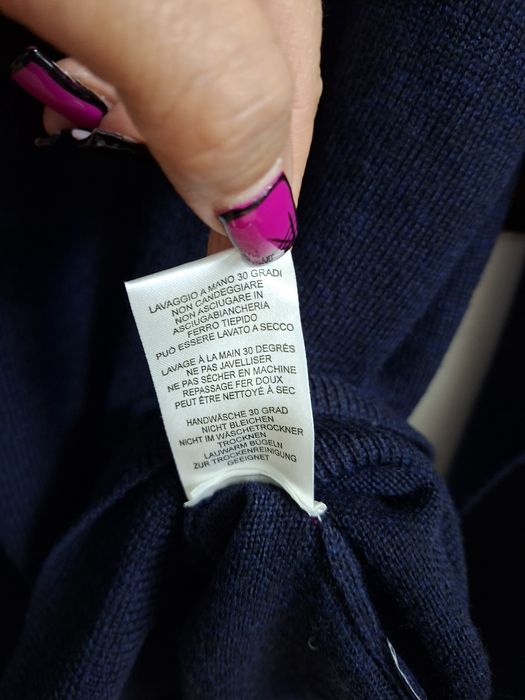 LAVAGGIO A MANO 30 GRADI
NON CANDEGGIARE
NON ASCIUGARE IN
ASCIUGABIANCHERIA
FERRO TIEPIDO
PUÒ ESSERE LAVATO A SECCO
LAVAGE À LA MAIN 30 DEGRÉS
NE PAS JAVELLISER
NE PAS SÉCHER EN MACHINE
REPASSAGE FER DOUX
PEUT ÊTRE NETTOYÉ À SEC
HANDWÄSCHE 30 GRAD
NICHT BLEICHEN
NICHT IM WÄSCHETROCKNER
TROCKNEN
LAUWARM BÜGELN
ZUR TROCKENREINIGUNG
GEEIGNET